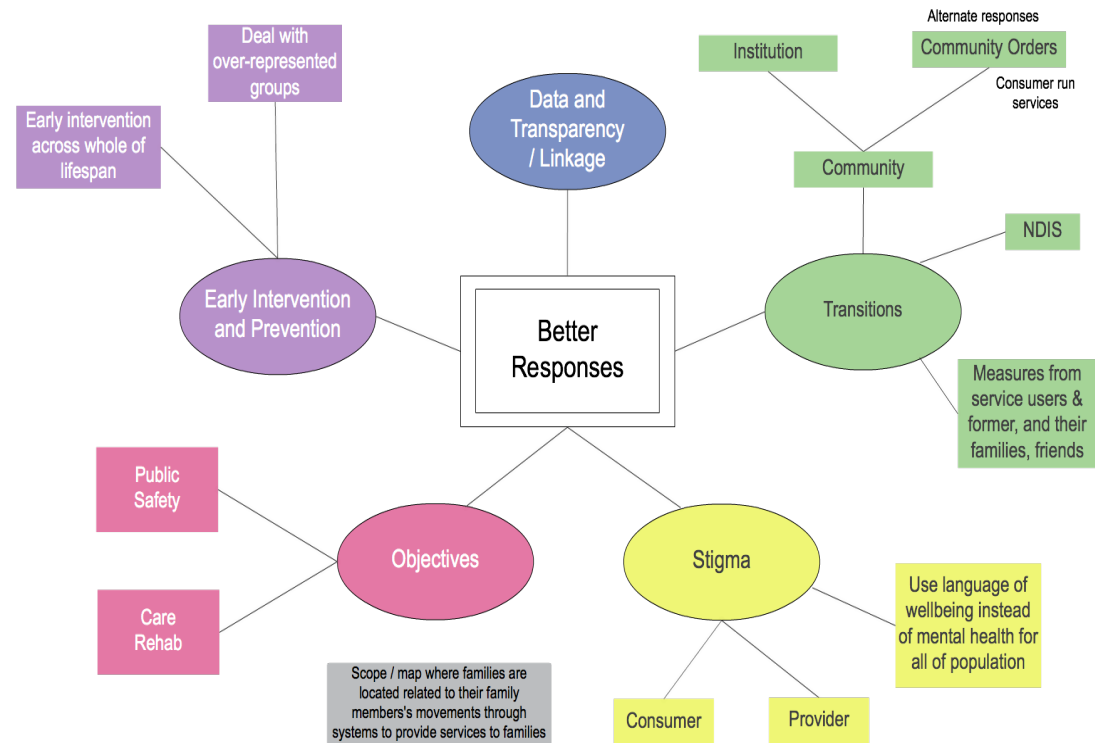 Deal with
over-represented
groups
Early intervention
across whole of
lifespan
Early Intervention
and Prevention
Data and
Transparency
/ Linkage
Institution
Alternate responses
Community Orders
Consumer run
services
Community
NDIS
Transitions
Measures from
service users &
former, and their
families, friends
Better
Responses
Public
Safety
Care
Rehab
Objectives
Stigma
Use language of
wellbeing instead
of mental health for
all of population
Consumer
Provider
Scope / map where families are
located related to their family
members's movements through
systems to provide services to families